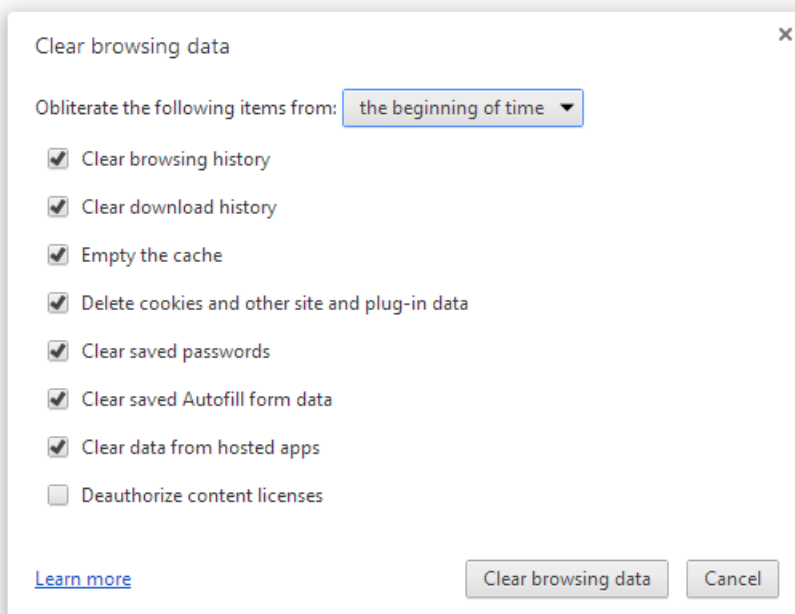 Clear browsing data
Obliterate the following items from: the beginning of time
Clear browsing history
Clear download history
Empty the cache
Delete cookies and other site and plug-in data
Clear saved passwords
Clear saved Autofill form data
Clear data from hosted apps
Deauthorize content licenses
Learn more Clear browsing data Cancel